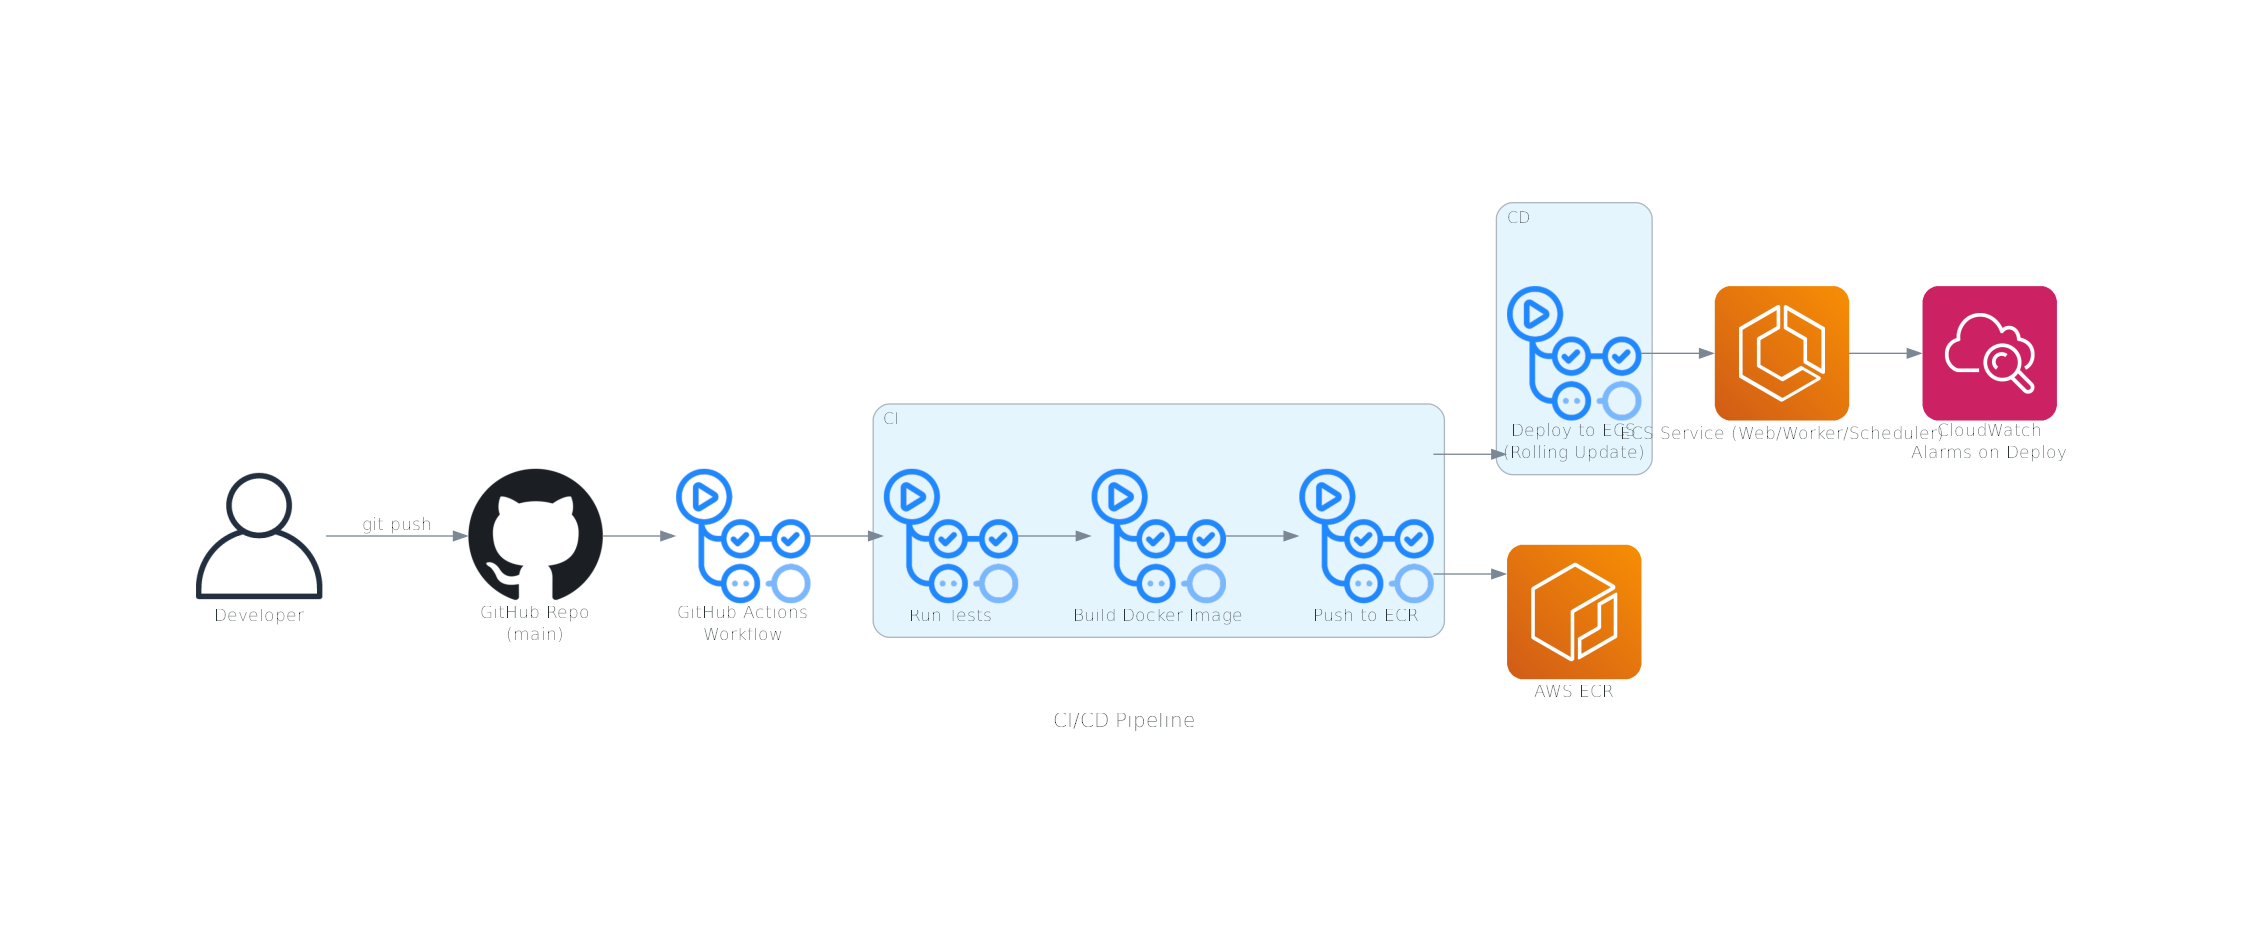 CD
Deploy to ECS
(Rolling Update)
ECS Service (Web/Worker/Scheduler)
CloudWatch
Alarms on Deploy
CI
git push
Developer
GitHub Repo
(main)
GitHub Actions
Workflow
Run Tests
Build Docker Image
Push to ECR
AWS ECR
CI/CD Pipeline